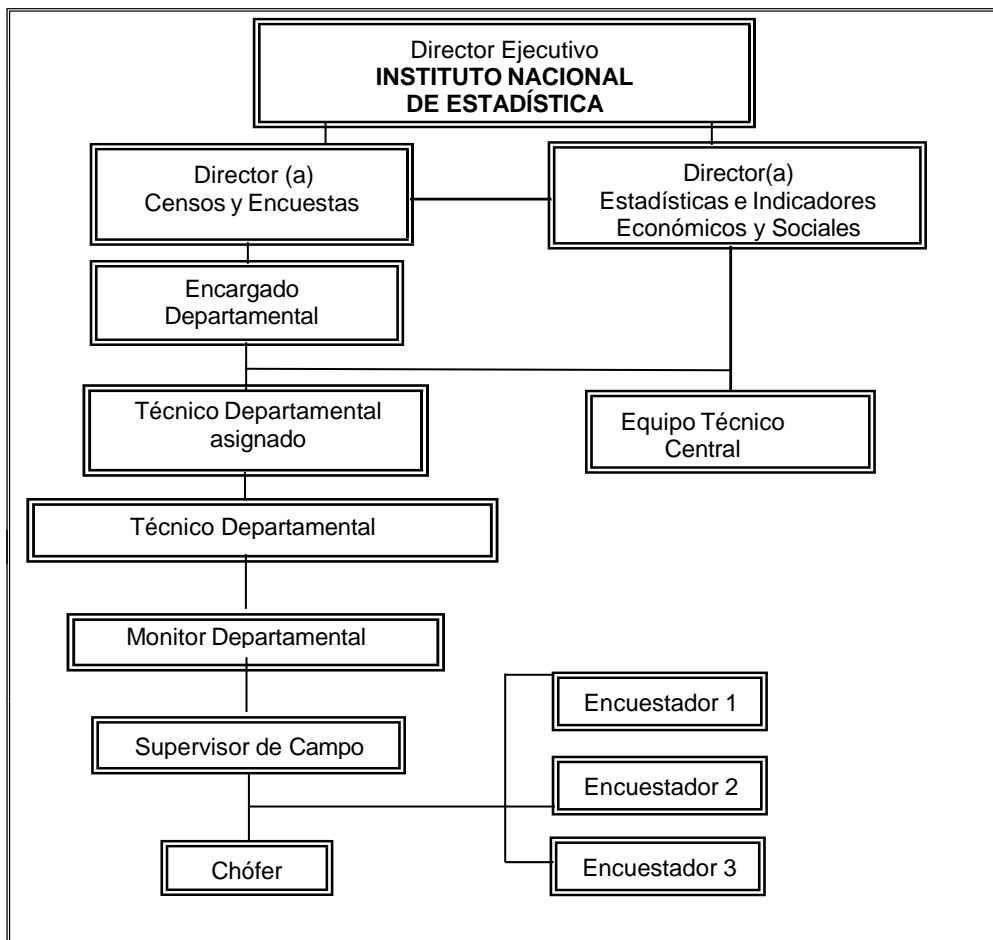 Director Ejecutivo
INSTITUTO NACIONAL
DE ESTADÍSTICA
Director (a)
Censos y Encuestas
Director(a)
Estadísticas e Indicadores
Económicos y Sociales
Encargado
Departamental
Técnico Departamental
asignado
Equipo Técnico
Central
Técnico Departamental
Monitor Departamental
Encuestador 1
Supervisor de Campo
Encuestador 2
Chófer
Encuestador 3